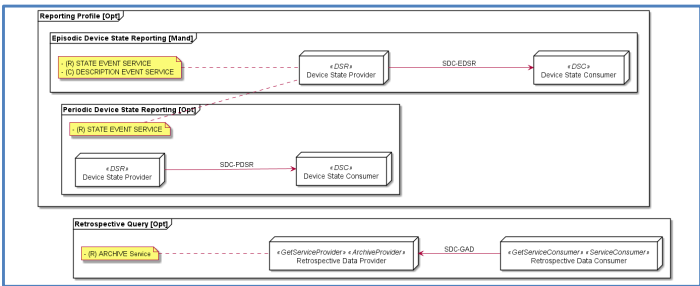 Reporting Profile [Opt]
Episodic Device State Reporting [Mand]
- (R) STATE EVENT SERVICE
- (C) DESCRIPTION EVENT SERVICE
«DSR»
Device State Provider
SDC-EDSR
«DSC»
Device State Consumer
Periodic Device State Reporting [Opt]
- (R) STATE EVENT SERVICE
«DSR»
Device State Provider
SDC-PDSR
«DSC»
Device State Consumer
Retrospective Query [Opt]
- (R) ARCHIVE Service
«GetServiceProvider» «ArchiveProvider»
Retrospective Data Provider
SDC-GAD
«GetServiceConsumer» «ServiceConsumer»
Retrospective Data Consumer